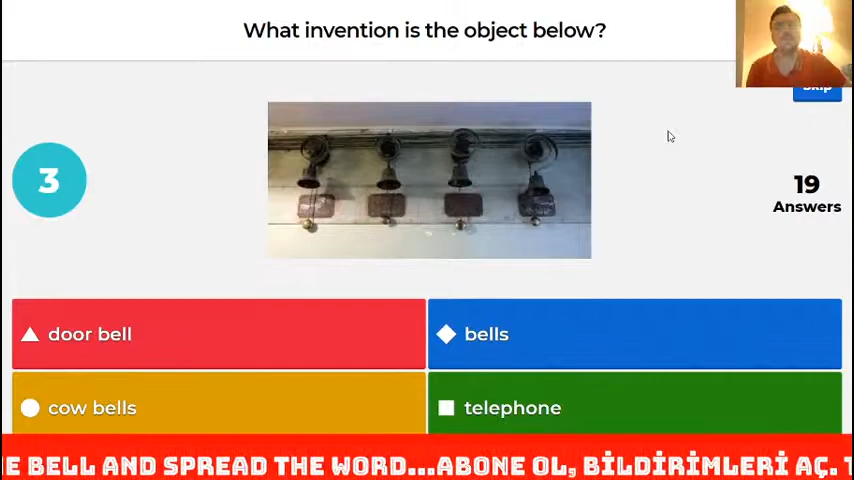 What invention is the object below?
Skip
3
19
Answers
door bell
bells
cow bells
telephone
E BELL AND SPREAD THE WORD...ABONE OL, BİLDİRİMLERİ AÇ. T